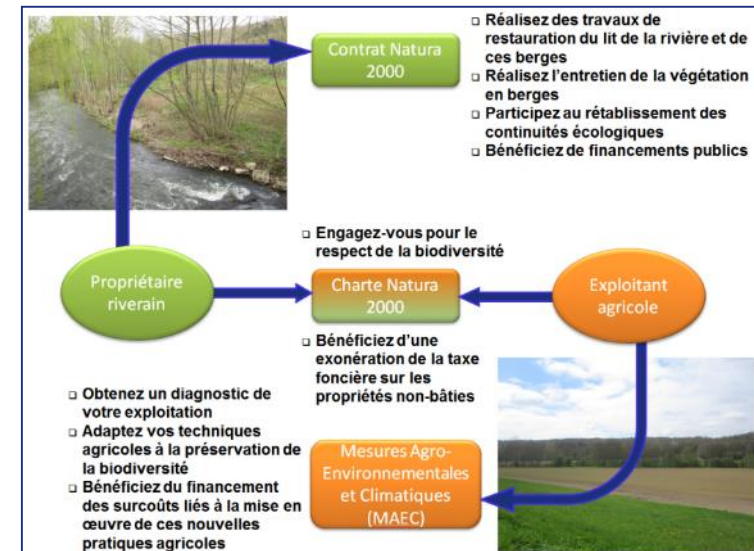 Contrat Natura
2000
❑ Réalisez des travaux de
restauration du lit de la rivière et de
ces berges
❑ Réalisez l'entretien de la végétation
en berges
❑ Participez au rétablissement des
continuités écologiques
❑ Bénéficiez de financements publics
Propriétaire
riverain
❑ Engagez-vous pour le
respect de la biodiversité
Charte Natura
2000
❑ Bénéficiez d'une
exonération de la taxe
foncière sur les
propriétés non-bâties
Exploitant
agricole
❑ Obtenez un diagnostic de
votre exploitation
❑ Adaptez vos techniques
agricoles à la préservation de
la biodiversité
❑ Bénéficiez du financement
des surcoûts liés à la mise en
œuvre de ces nouvelles
pratiques agricoles
Mesures Agro-
Environnementales
et Climatiques
(MAEC)